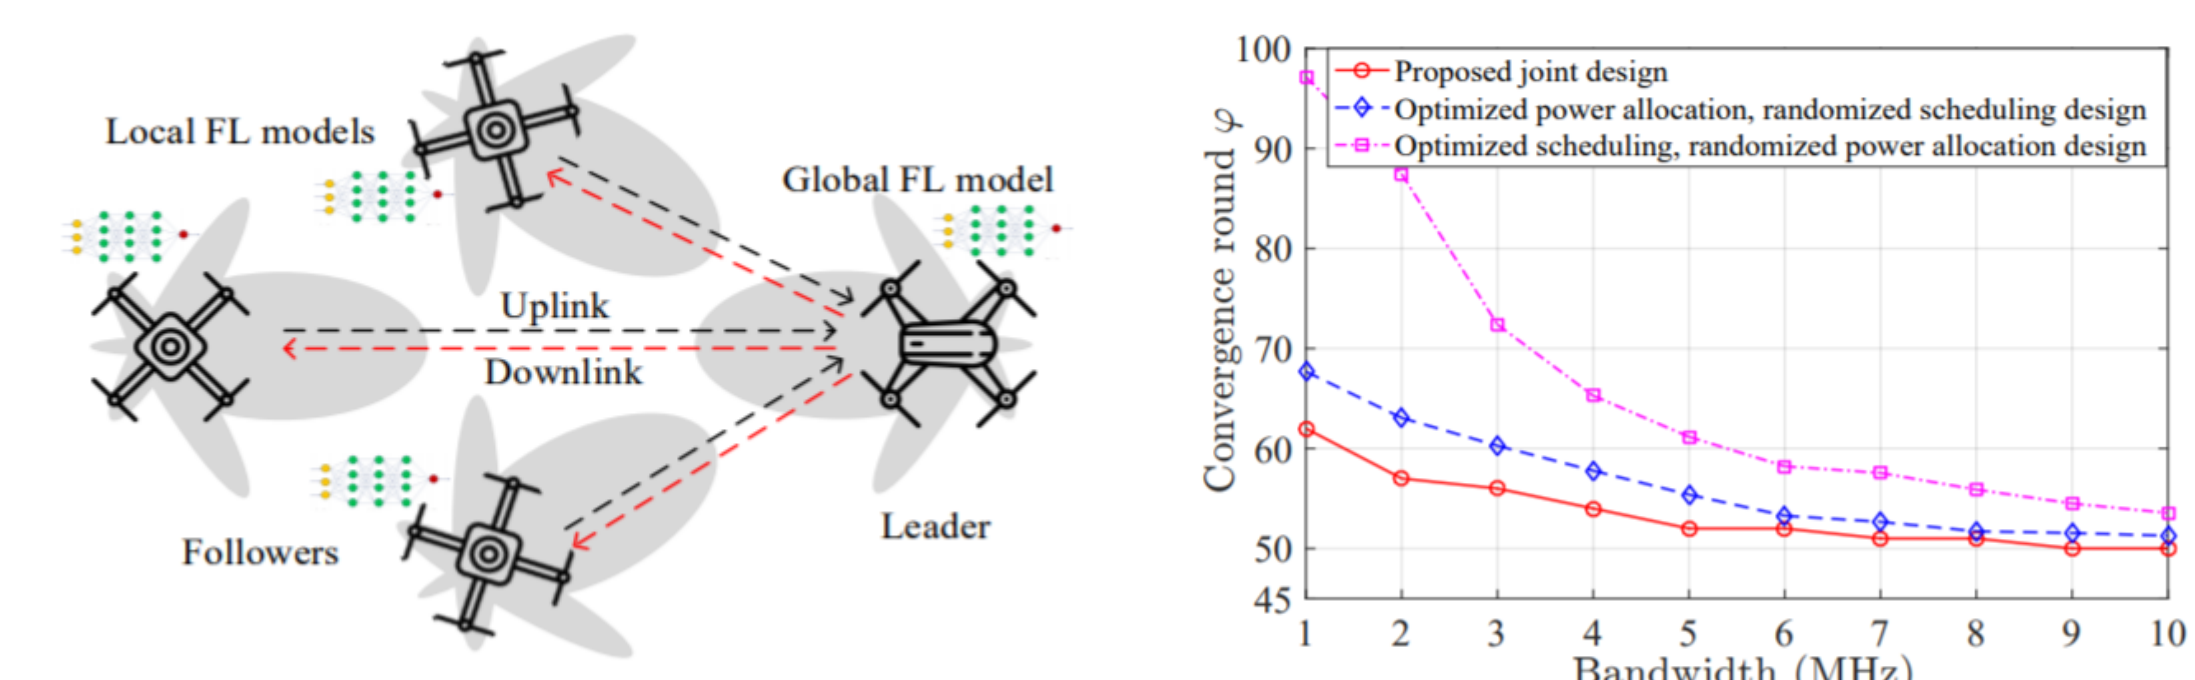 Local FL models
Global FL model
Uplink
Downlink
Followers
Leader
Convergence round φ
100
90
80
70
60
50
45
Proposed joint design
Optimized power allocation, randomized scheduling design
Optimized scheduling, randomized power allocation design
1 2 3 4 5 6 7 8 9 10
Bandwidth (MHz)